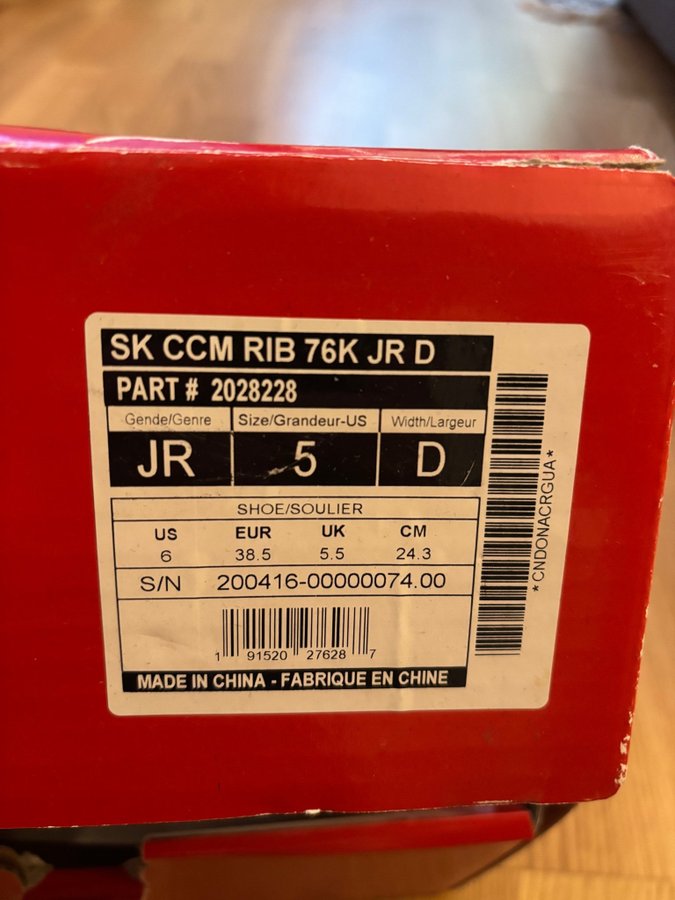 SK CCM RIB 76K JR D
PART # 2028228
Gende/Genre Size/Grandeur-US Width/Largeur
JR 5 D
SHOE/SOULIER
US EUR UK CM
6 38.5 5.5 24.3
S/N 200416-00000074.00
1 91520 27628 7
MADE IN CHINA - FABRIQUE EN CHINE
*CNDONACRGUA*